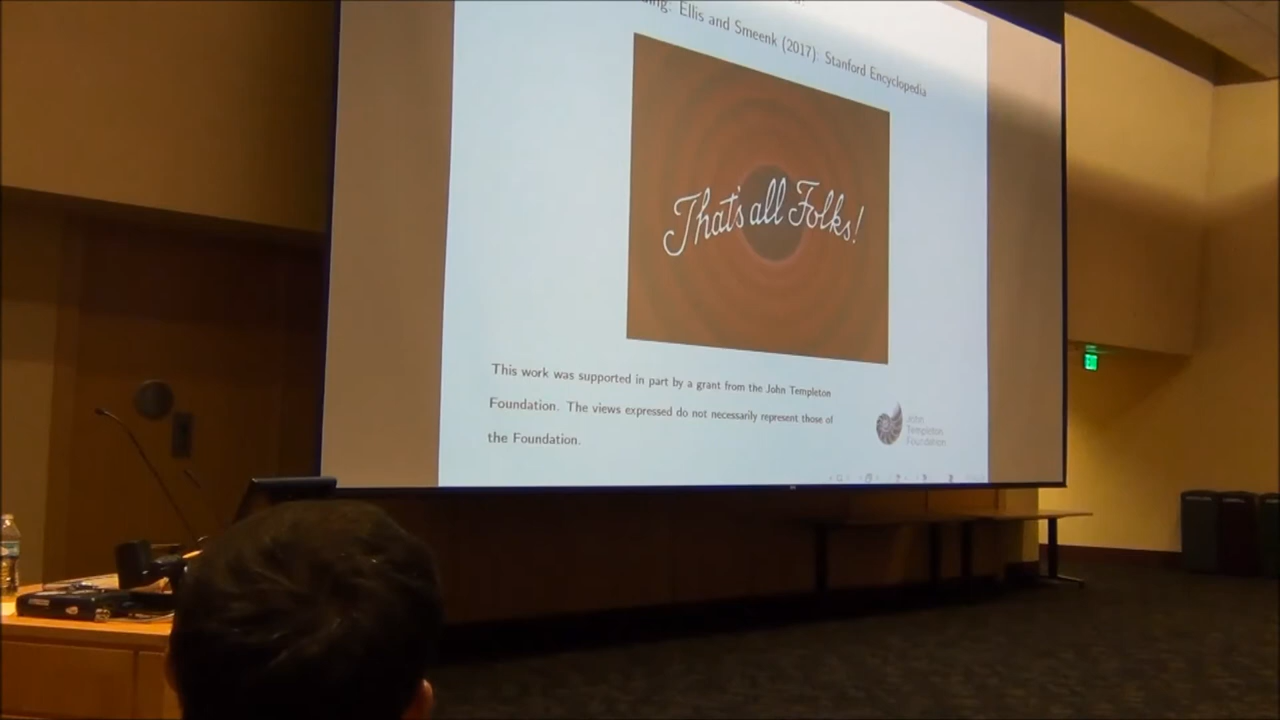 Ellis and Smeenk (2017): Stanford Encyclopedia
That's all Folks!
This work was supported in part by a grant from the John Templeton
Foundation. The views expressed do not necessarily represent those of
the Foundation.
John
Templeton
Foundation